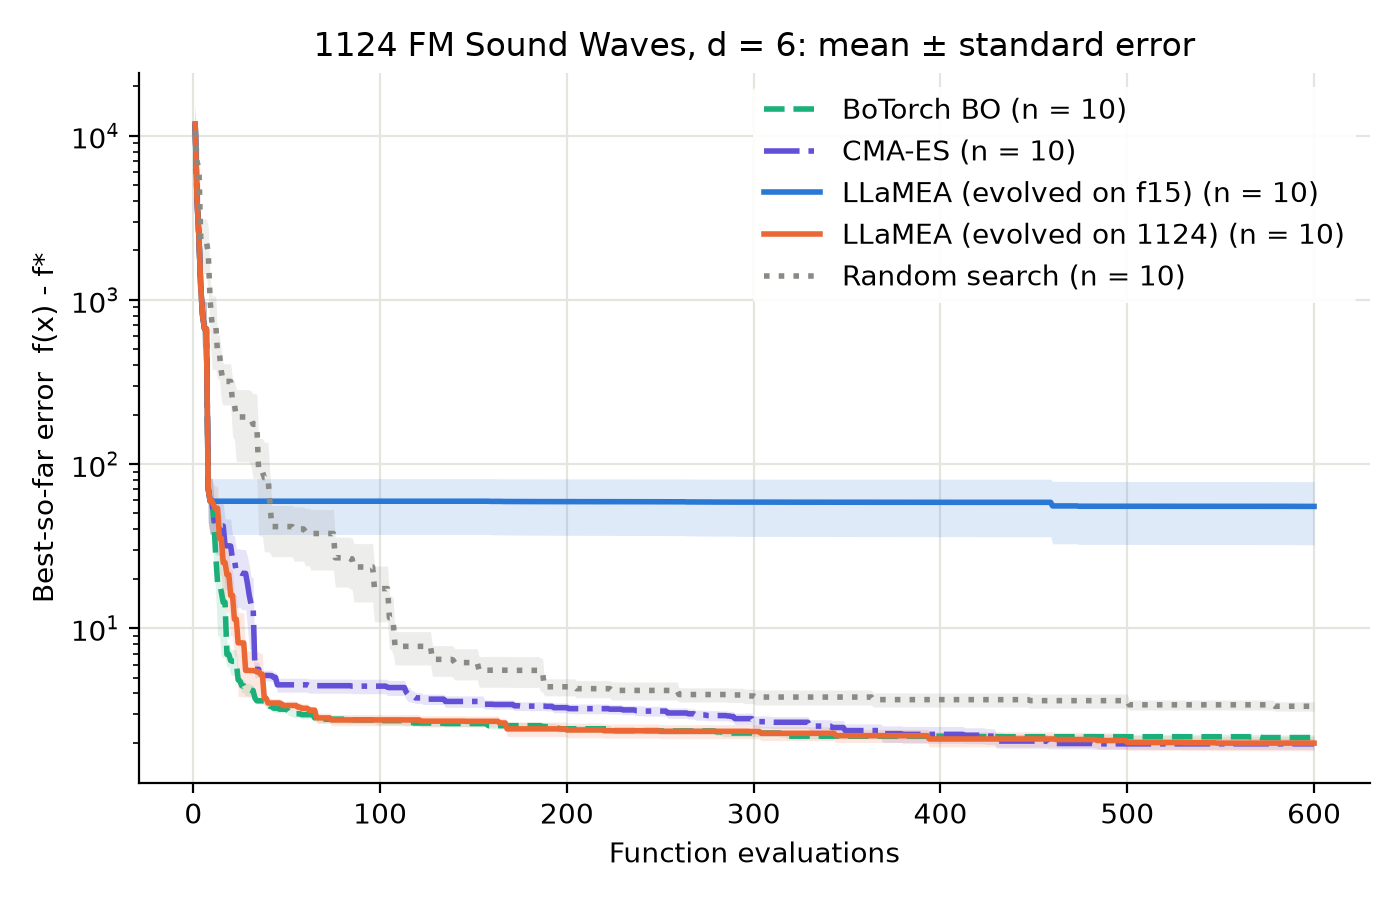 1124 FM Sound Waves, d = 6: mean ± standard error
Best-so-far error  f(x) - f*
10⁴
10³
10²
10¹
BoTorch BO (n = 10)
CMA-ES (n = 10)
LLaMEA (evolved on f15) (n = 10)
LLaMEA (evolved on 1124) (n = 10)
Random search (n = 10)
0 100 200 300 400 500 600
Function evaluations